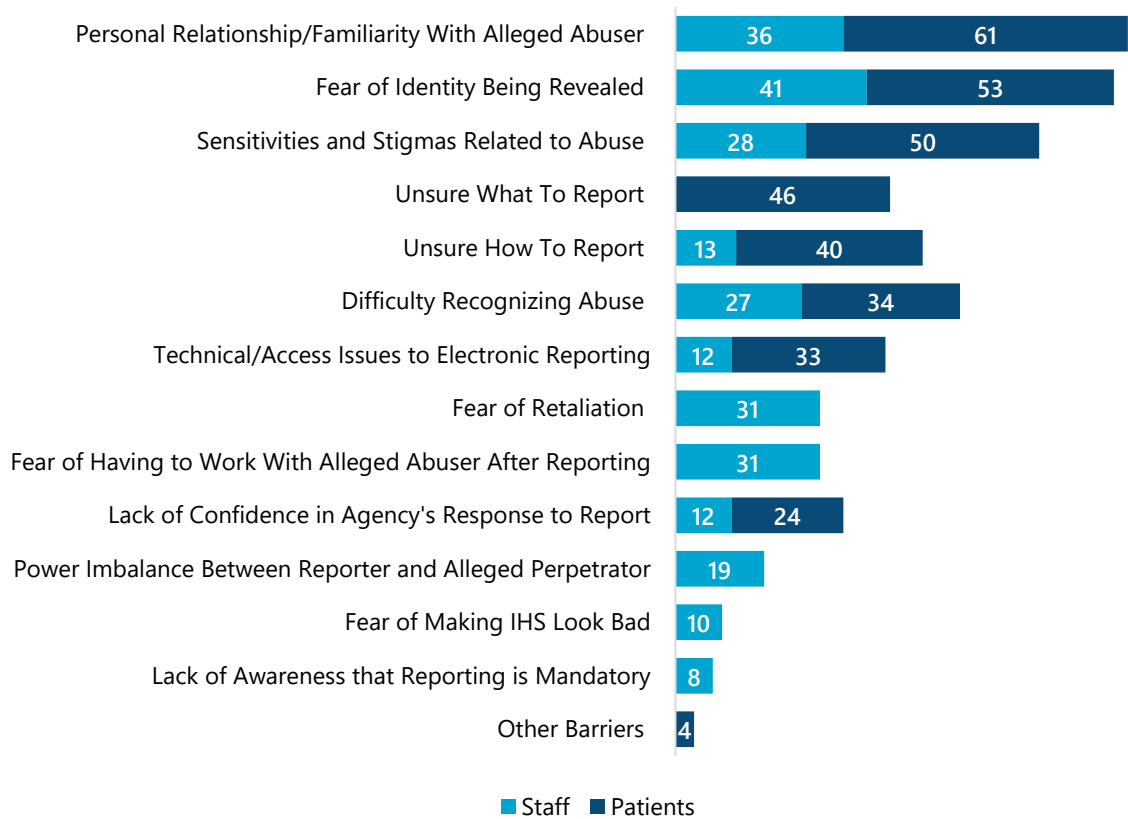 Personal Relationship/Familiarity With Alleged Abuser 36 61
Fear of Identity Being Revealed 41 53
Sensitivities and Stigmas Related to Abuse 28 50
Unsure What To Report 46
Unsure How To Report 13 40
Difficulty Recognizing Abuse 27 34
Technical/Access Issues to Electronic Reporting 12 33
Fear of Retaliation 31
Fear of Having to Work With Alleged Abuser After Reporting 31
Lack of Confidence in Agency's Response to Report 12 24
Power Imbalance Between Reporter and Alleged Perpetrator 19
Fear of Making IHS Look Bad 10
Lack of Awareness that Reporting is Mandatory 8
Other Barriers 4
Staff Patients